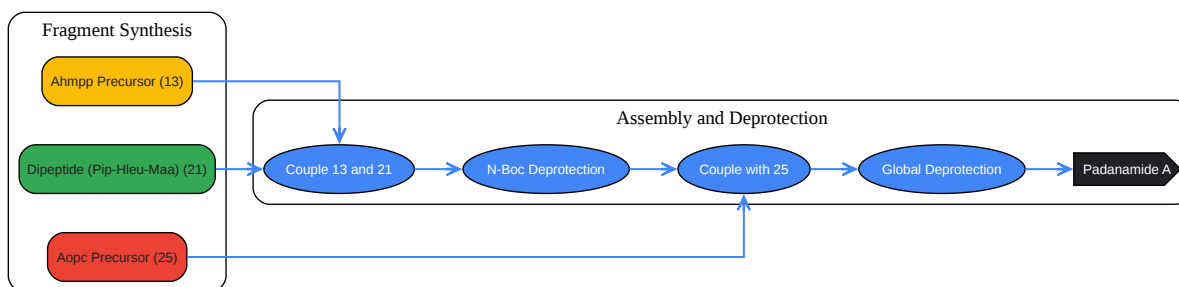 Fragment Synthesis
Ahmpp Precursor (13)
Assembly and Deprotection
Dipeptide (Pip-Hleu-Maa) (21)
Couple 13 and 21
N-Boc Deprotection
Couple with 25
Global Deprotection
Padanamide A
Aopc Precursor (25)